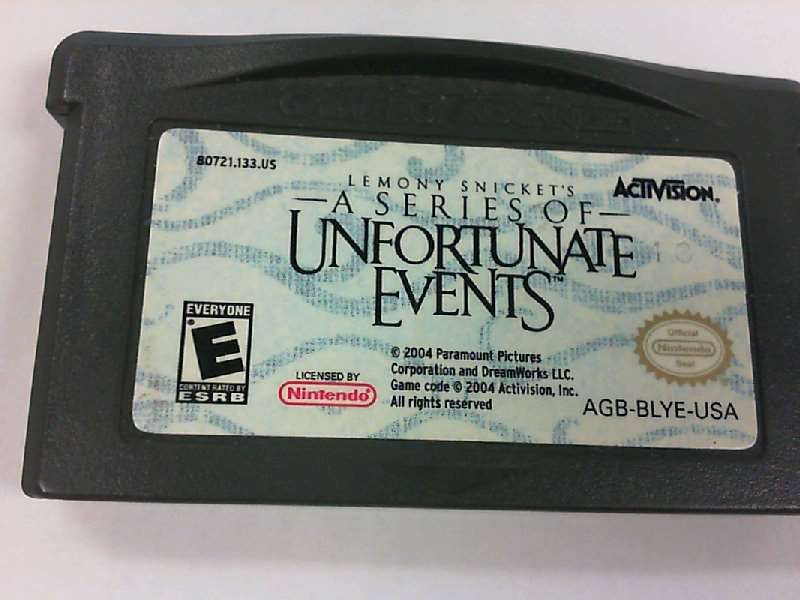 80721.133.US
LEMONY SNICKET'S
ACTIVISION.
A SERIES OF
UNFORTUNATE
EVENTS™
EVERYONE
E
CONTENT RATED BY
ESRB
LICENSED BY
Nintendo
© 2004 Paramount Pictures
Corporation and DreamWorks LLC.
Game code © 2004 Activision, Inc.
All rights reserved
Official
Nintendo
Seal
AGB-BLYE-USA